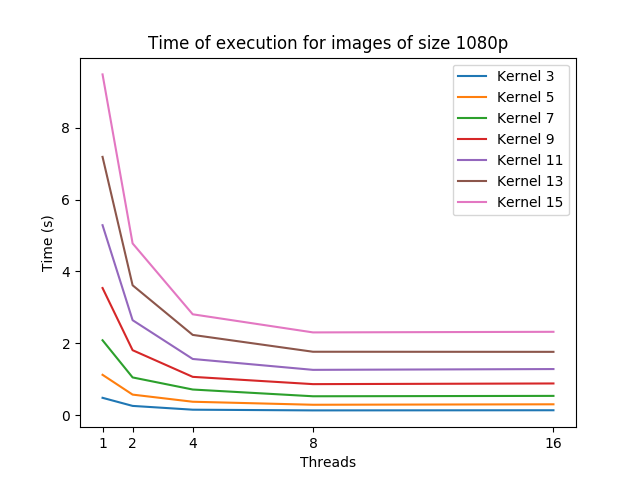 Time of execution for images of size 1080p
Kernel 3
Kernel 5
Kernel 7
Kernel 9
Kernel 11
Kernel 13
Kernel 15
8
6
4
2
0
Time (s)
1 2 4 8 16
Threads